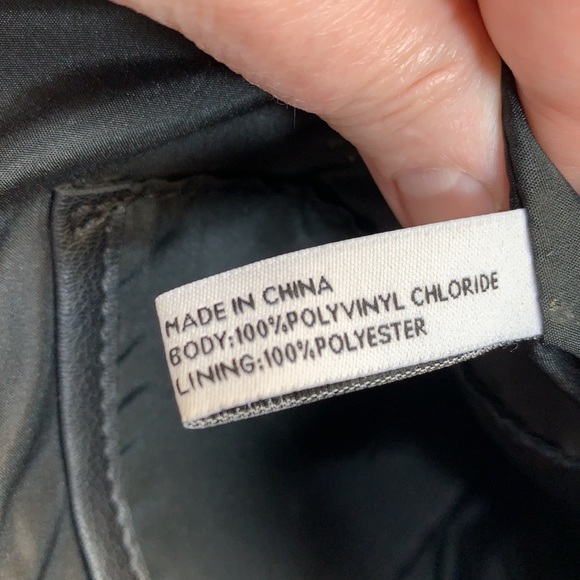 MADE IN CHINA
BODY:100%POLYVINYL CHLORIDE
LINING:100%POLYESTER